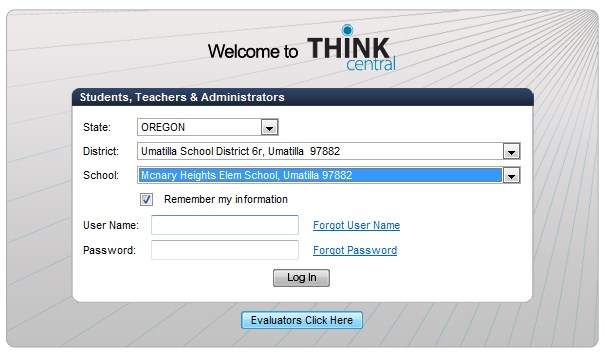 Welcome to THINK central
Students, Teachers & Administrators
State: OREGON
District: Umatilla School District 6r, Umatilla 97882
School: Mcnary Heights Elem School, Umatilla 97882
Remember my information
User Name: Forgot User Name
Password: Forgot Password
Log In
Evaluators Click Here